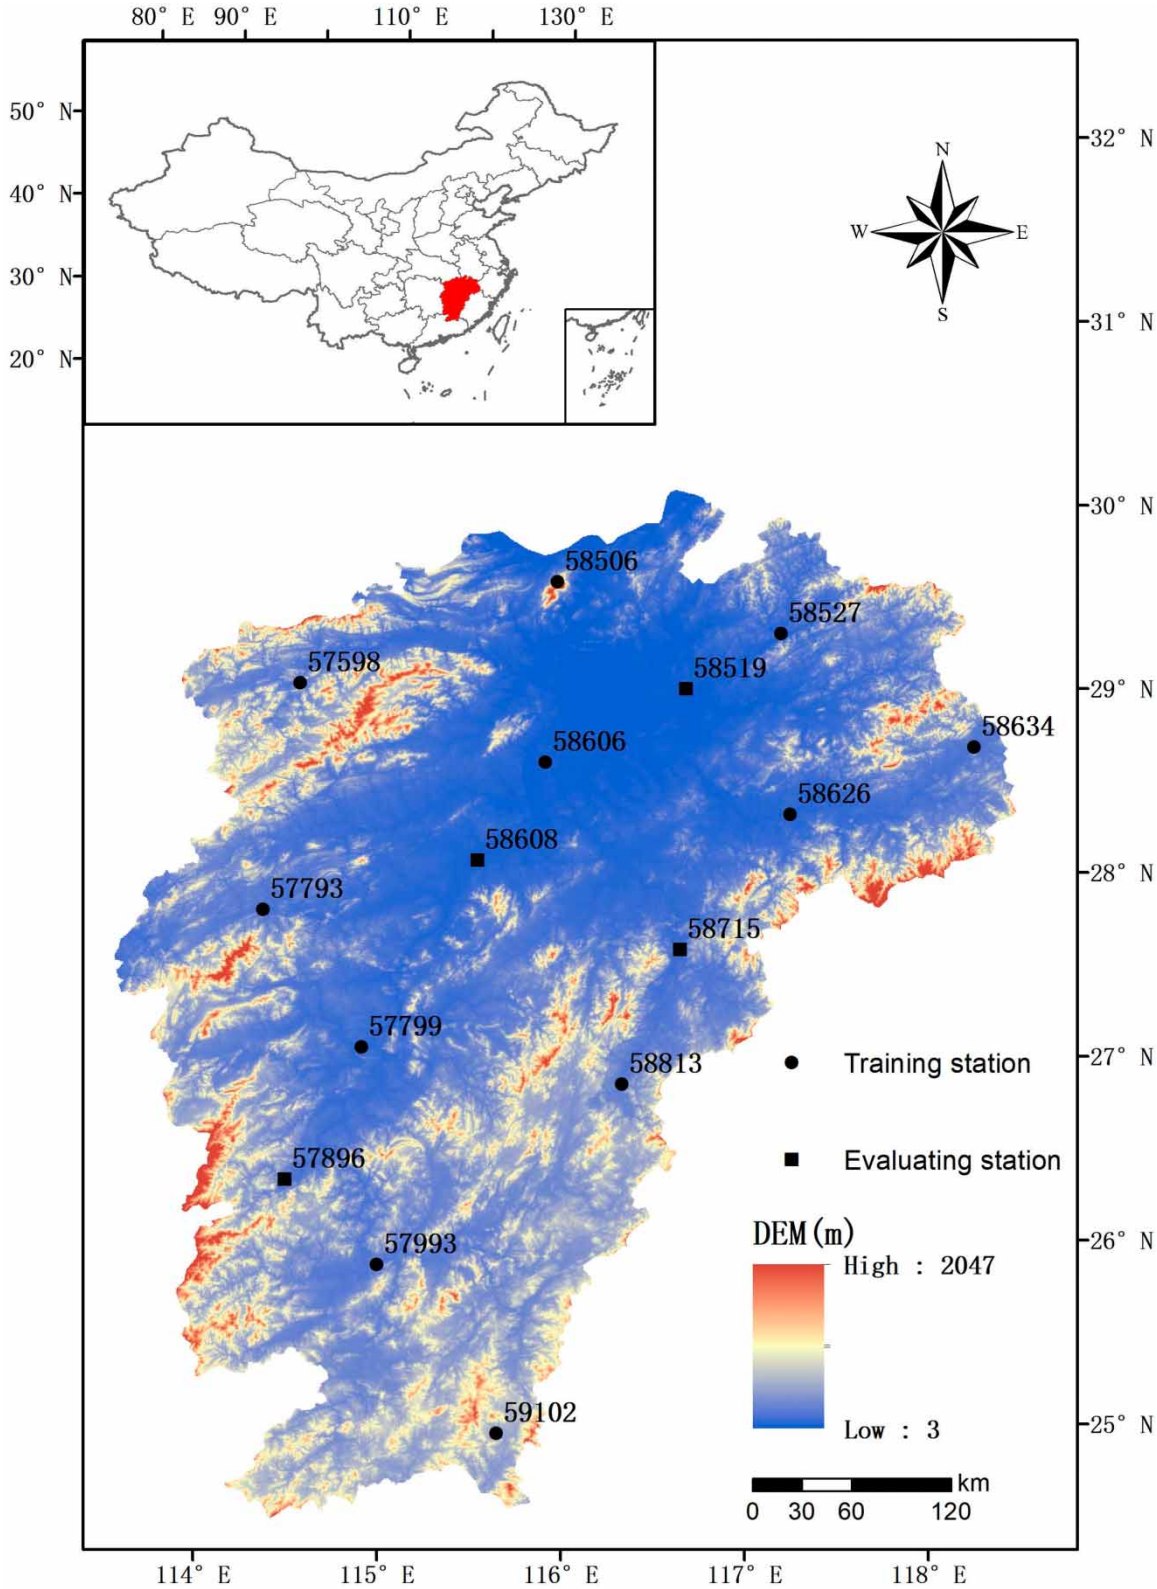 80° E 90° E 110° E 130° E
50° N
40° N
30° N
20° N
32° N
31° N
30° N
29° N
28° N
27° N
26° N
25° N
N
W E
S
58506
58527
57598
58519
58634
58606
58626
58608
57793
58715
57799
58813
57896
57993
59102
Training station
Evaluating station
DEM(m)
High : 2047
Low : 3
km
0 30 60 120
114° E 115° E 116° E 117° E 118° E